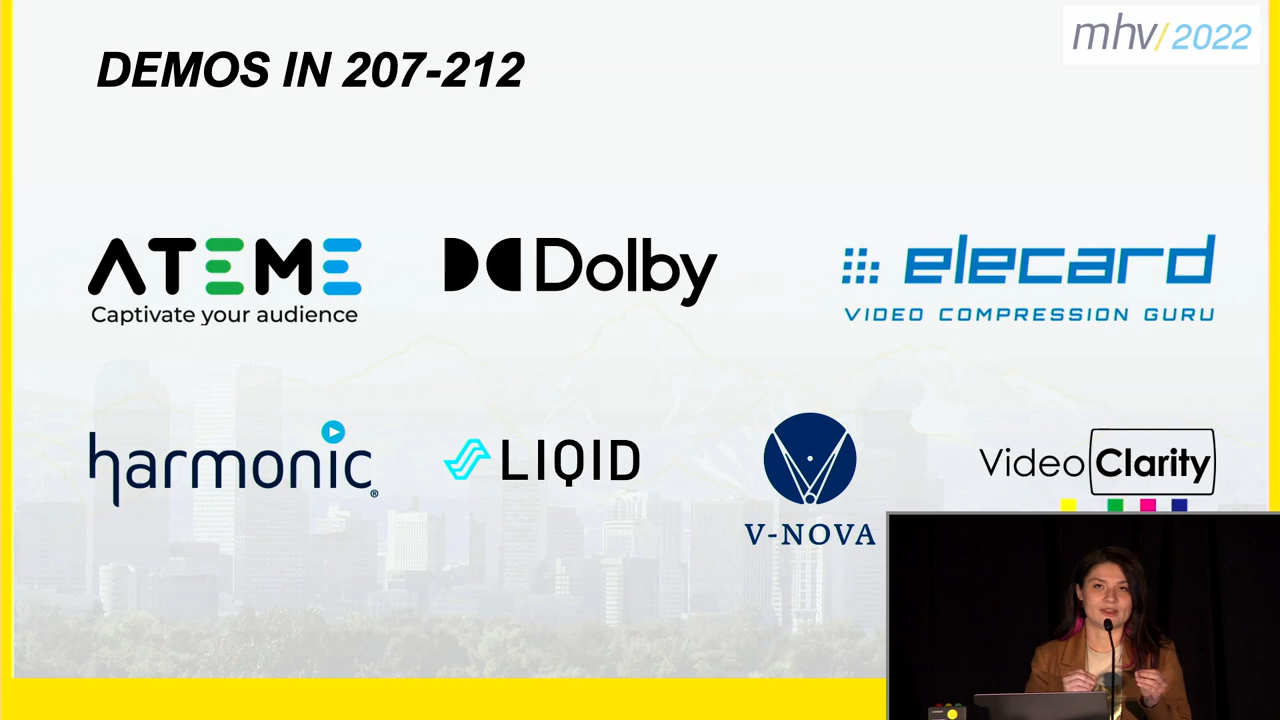 mhv/2022
DEMOS IN 207-212
ATEME
Captivate your audience
Dolby
elecard
VIDEO COMPRESSION GURU
harmonic®
LIQID
V-NOVA
Video Clarity